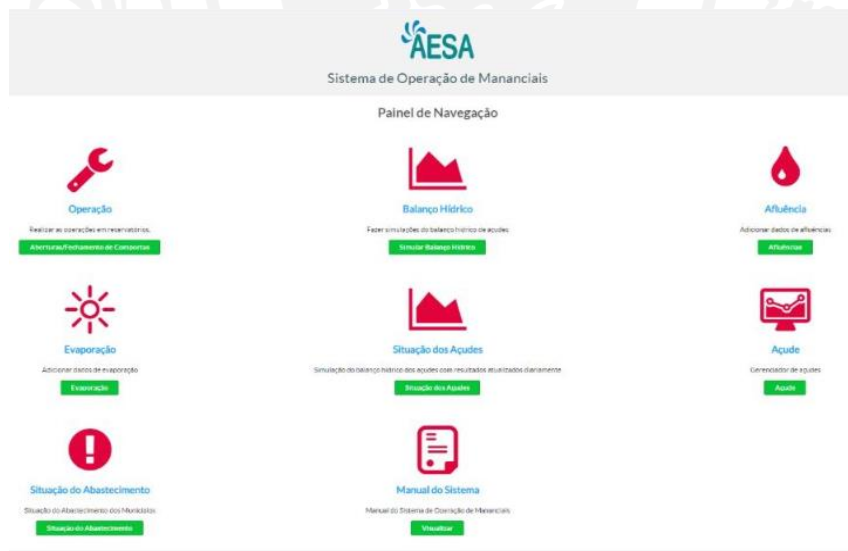 AESA
Sistema de Operação de Mananciais
Painel de Navegação
Operação
Realizar as operações em reservatórios.
Aberturas/Fechamento de Comportas
Balanço Hídrico
Fazer simulações do balanço hídrico de açudes
Simular Balanço Hídrico
Afluência
Adicionar dados de afluências
Afluências
Evaporação
Adicionar dados de evaporação
Evaporação
Situação dos Açudes
Simulação do balanço hídrico dos açudes com resultados atualizados diariamente
Situação dos Açudes
Açude
Gerenciador de açudes
Açude
Situação do Abastecimento
Situação do Abastecimento dos Municípios
Situação do Abastecimento
Manual do Sistema
Manual do Sistema de Operação de Mananciais
Visualizar